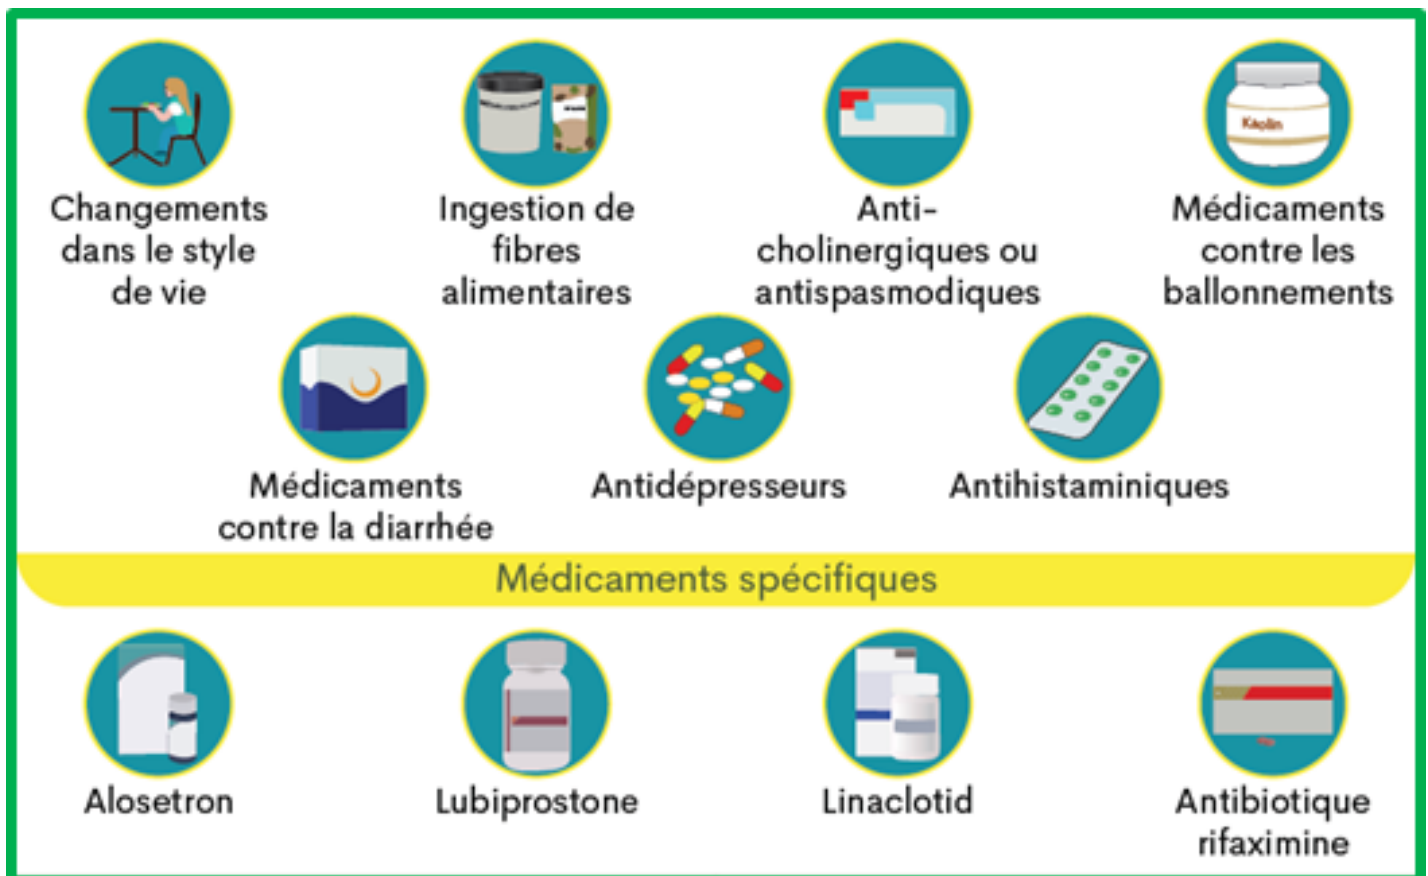 Kaolin
Changements
dans le style
de vie
Ingestion de
fibres
alimentaires
Anti-
cholinergiques ou
antispasmodiques
Médicaments
contre les
ballonnements
Médicaments
contre la diarrhée
Antidépresseurs
Antihistaminiques
Médicaments spécifiques
Alosetron
Lubiprostone
Linaclotid
Antibiotique
rifaximine